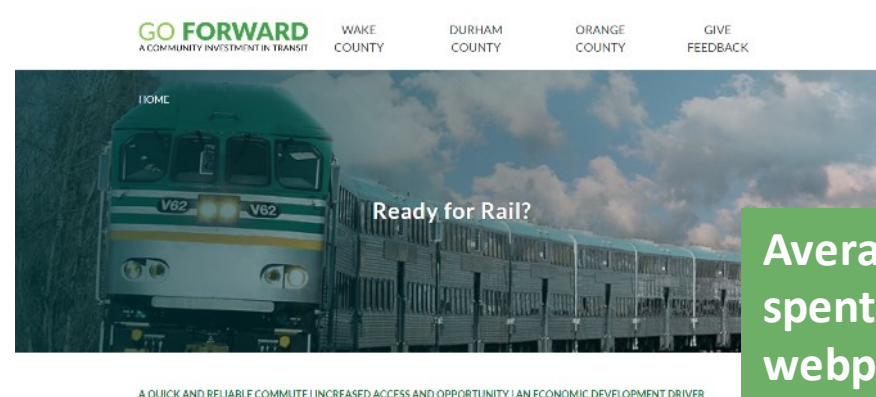 GO FORWARD
A COMMUNITY INVESTMENT IN TRANSIT
WAKE COUNTY
DURHAM COUNTY
ORANGE COUNTY
GIVE FEEDBACK
HOME
V62 V62
Ready for Rail?
Avera
spent
webp
A QUICK AND RELIABLE COMMUTE | INCREASED ACCESS AND OPPORTUNITY | AN ECONOMIC DEVELOPMENT DRIVER